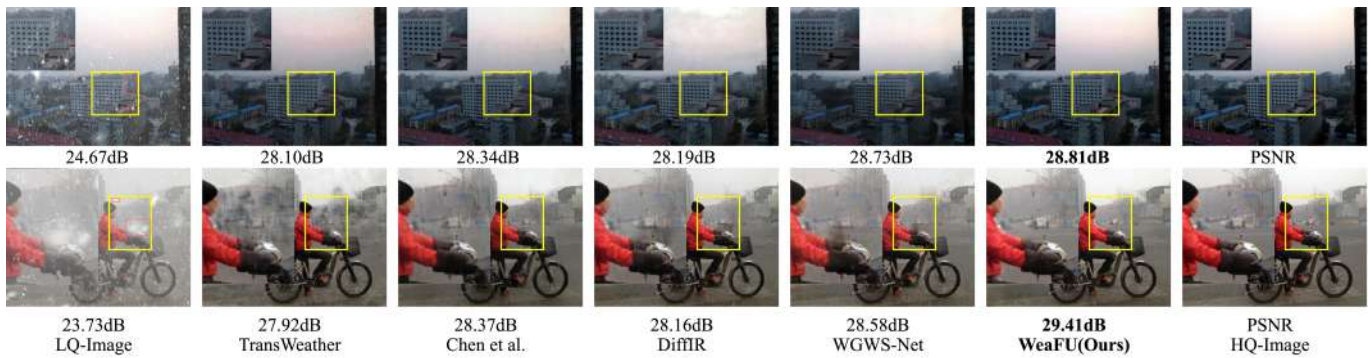 24.67dB 28.10dB 28.34dB 28.19dB 28.73dB 28.81dB PSNR
23.73dB 27.92dB 28.37dB 28.16dB 28.58dB 29.41dB PSNR
LQ-Image TransWeather Chen et al. DiffIR WGWS-Net WeaFU(Ours) HQ-Image